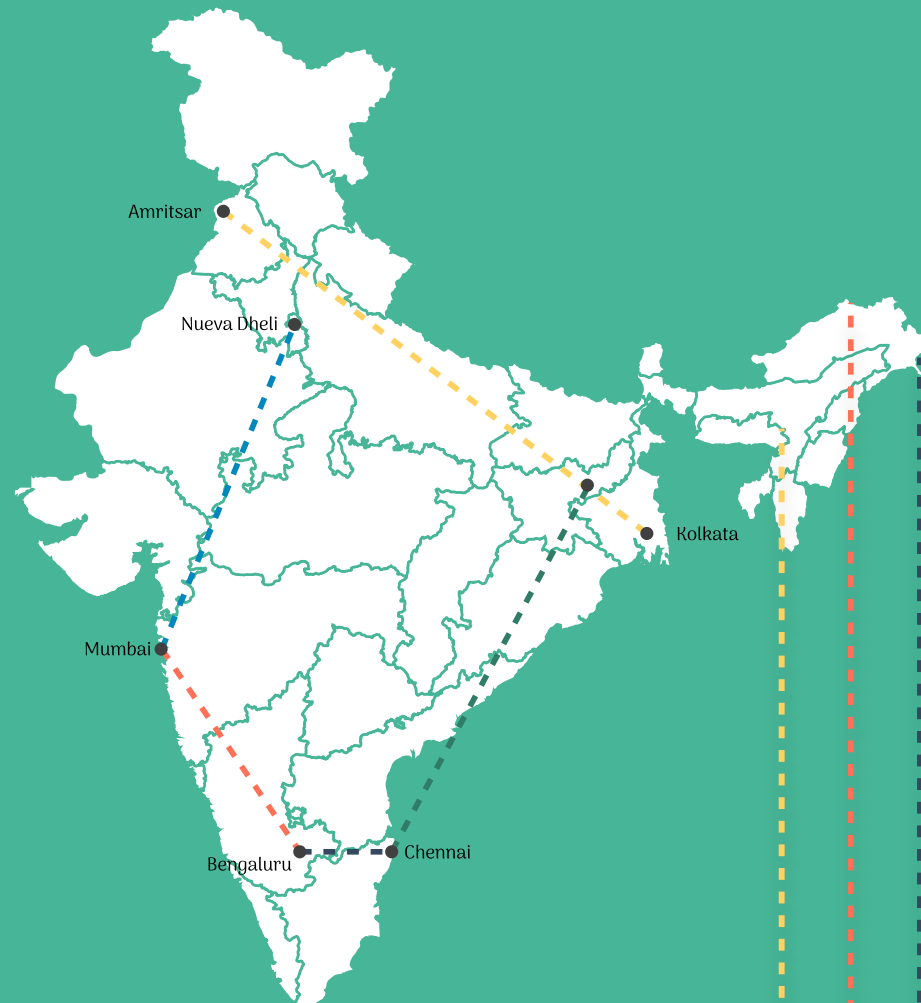 Amritsar
Nueva Dheli
Kolkata
Mumbai
Bengaluru
Chennai